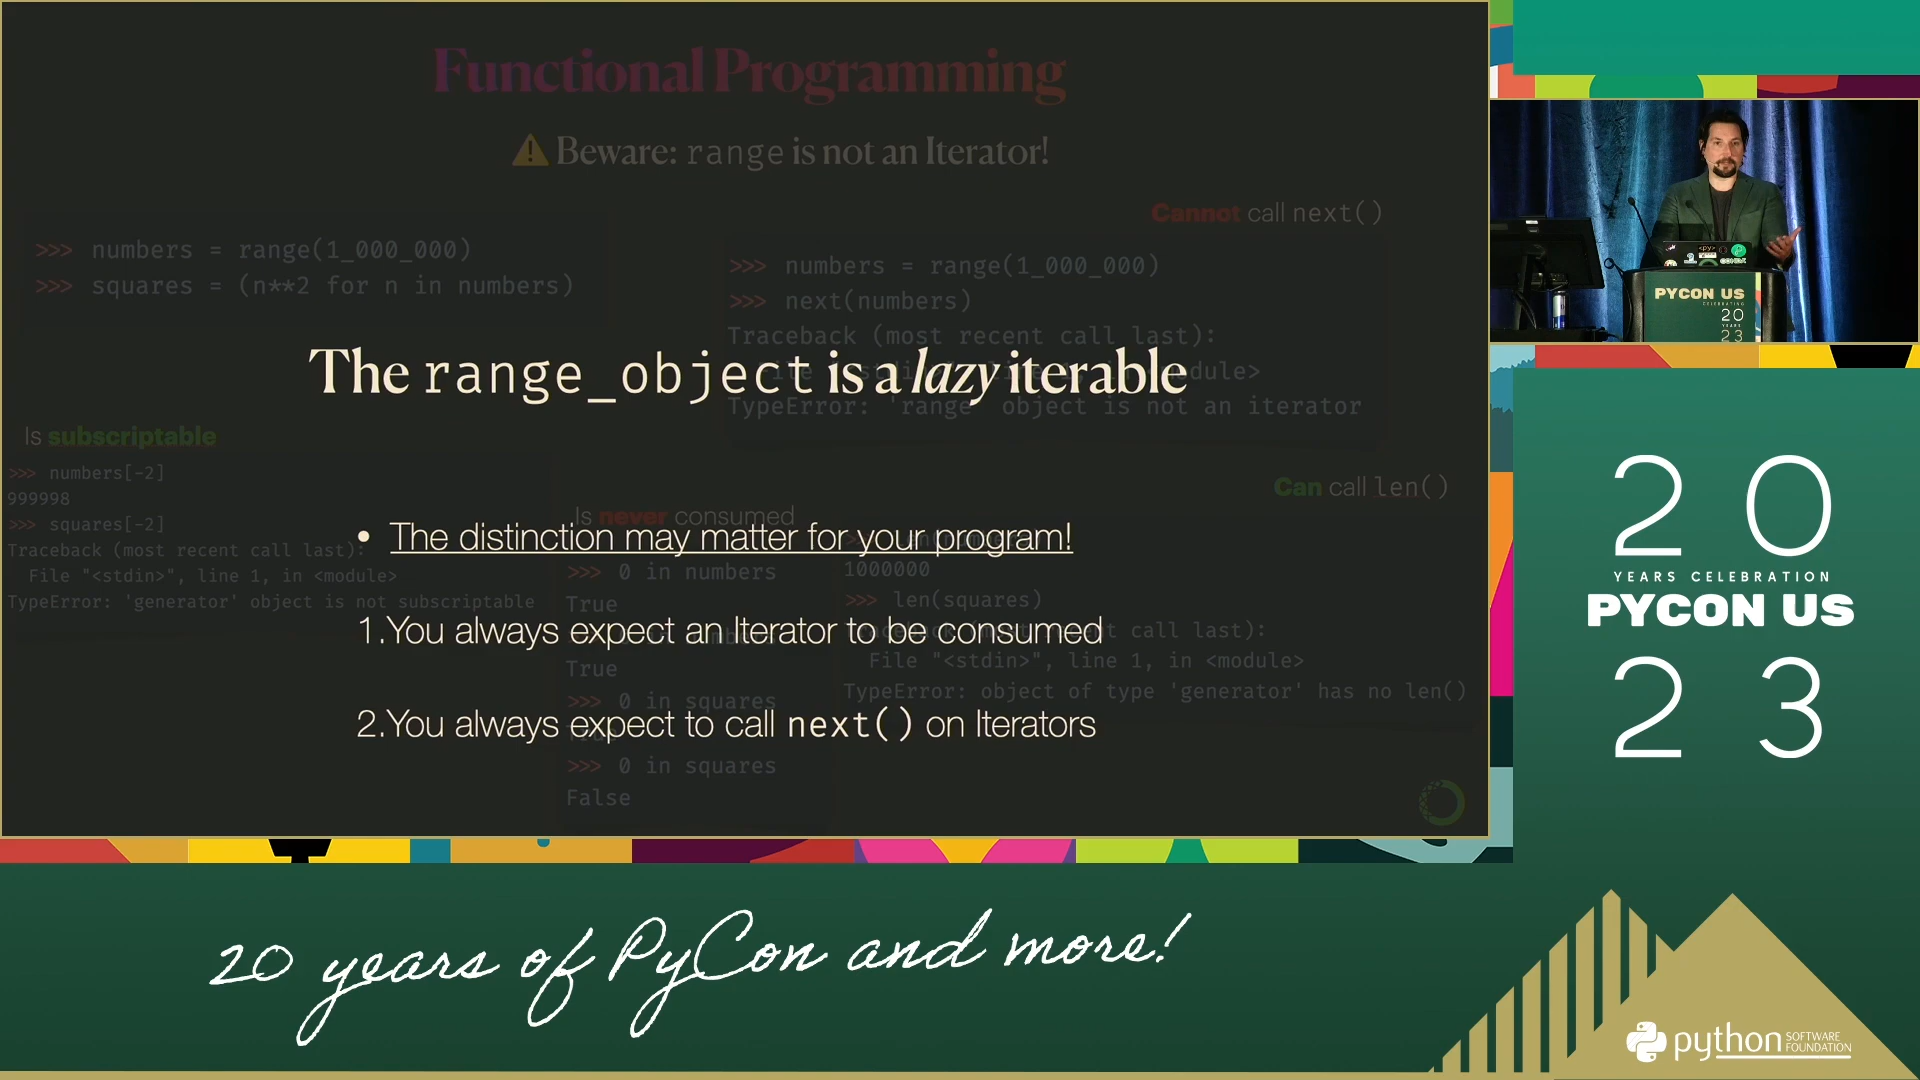 Functional Programming
⚠ Beware: range is not an Iterator!
>>> numbers = range(1_000_000)
>>> squares = (n**2 for n in numbers)
Cannot call next()
>>> numbers = range(1_000_000)
>>> next(numbers)
Traceback (most recent call last):
The range_object is a lazy iterable
TypeError: 'range' object is not an iterator
Is subscriptable
>>> numbers[-2]
999998
>>> squares[-2]
Traceback (most recent call last):
File "<stdin>", line 1, in <module>
TypeError: 'generator' object is not subscriptable
Is never consumed
• The distinction may matter for your program!
>>> 0 in numbers
True
1.You always expect an Iterator to be consumed
True
>>> 0 in squares
2.You always expect to call next() on Iterators
>>> 0 in squares
False
Can call len()
1000000
>>> len(squares)
recent call last):
File "<stdin>", line 1, in <module>
TypeError: object of type 'generator' has no len()
PYCON US
CELEBRATING
20
YEARS
23
20
YEARS CELEBRATION
PYCON US
23
20 years of PyCon and more!
python SOFTWARE
FOUNDATION